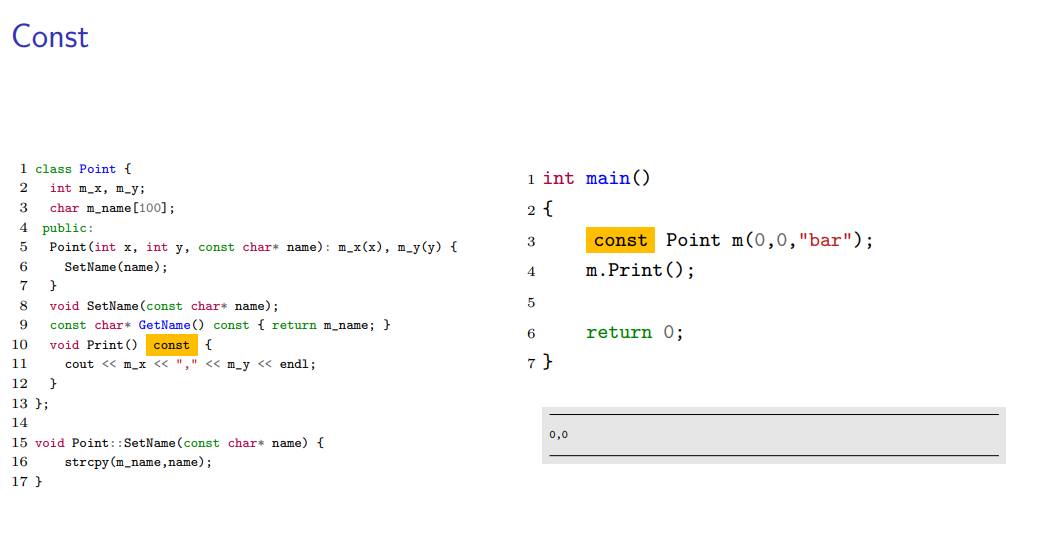 Const
1 class Point {
2   int m_x, m_y;
3   char m_name[100];
4  public:
5   Point(int x, int y, const char* name): m_x(x), m_y(y) {
6     SetName(name);
7   }
8   void SetName(const char* name);
9   const char* GetName() const { return m_name; }
10   void Print() const {
11     cout << m_x << "," << m_y << endl;
12   }
13 };
14
15 void Point::SetName(const char* name) {
16     strcpy(m_name,name);
17 }
1 int main()
2 {
3     const Point m(0,0,"bar");
4     m.Print();
5
6     return 0;
7 }
0,0